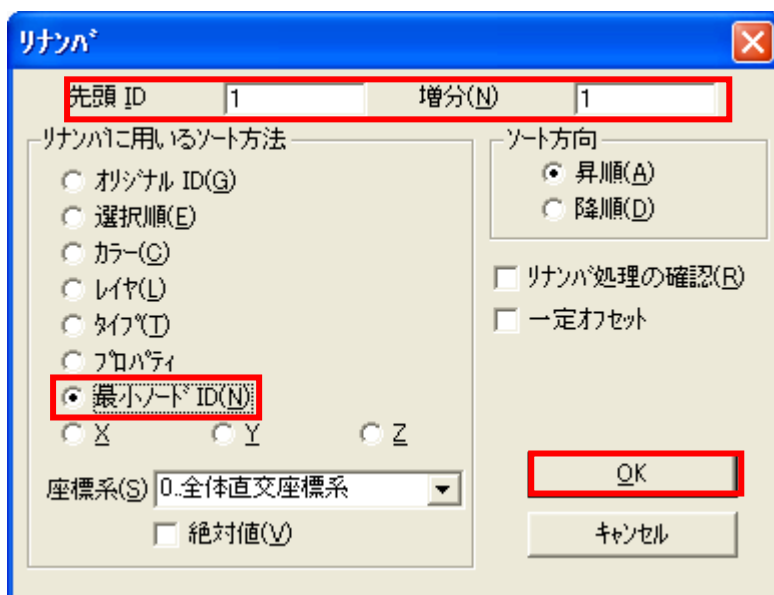 リナンバ
先頭 ID 1 増分(N) 1
リナンバに用いるソート方法
オリジナル ID(G)
選択順(E)
カラー(C)
レイヤ(L)
タイプ(T)
プロパティ
最小ノード ID(N)
X Y Z
座標系(S) 0..全体直交座標系
絶対値(V)
ソート方向
昇順(A)
降順(D)
リナンバ処理の確認(R)
一定オフセット
OK
キャンセル